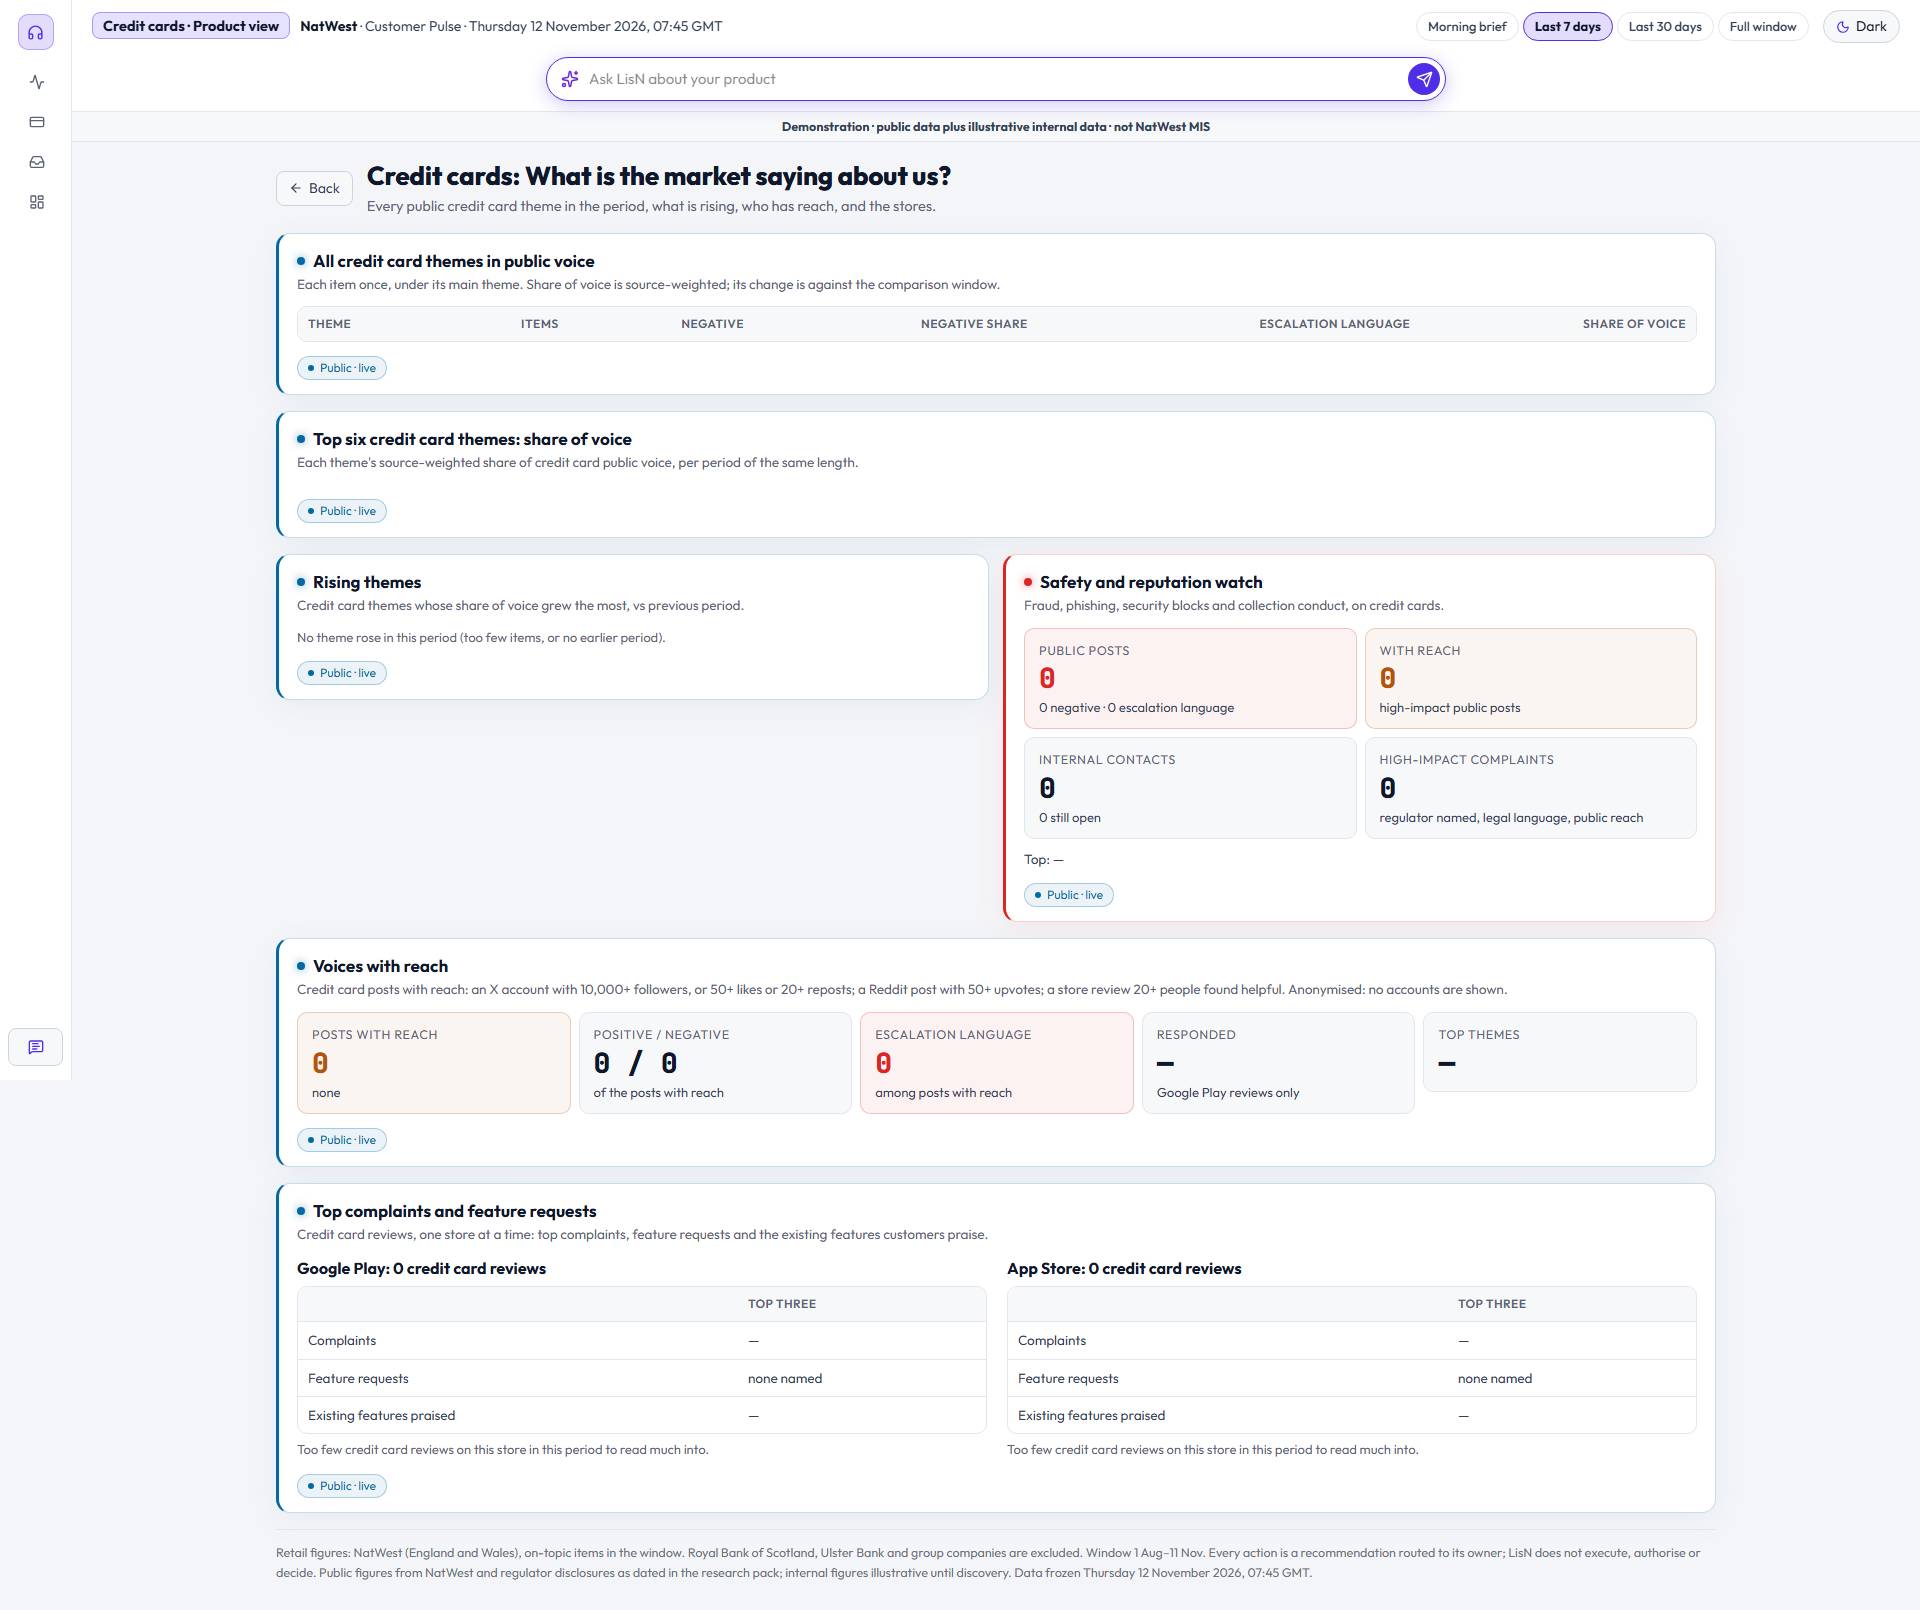 Credit cards · Product view
NatWest · Customer Pulse · Thursday 12 November 2026, 07:45 GMT
Morning brief
Last 7 days
Last 30 days
Full window
Dark
Ask LisN about your product
Demonstration · public data plus illustrative internal data · not NatWest MIS
Back
Credit cards: What is the market saying about us?
Every public credit card theme in the period, what is rising, who has reach, and the stores.
All credit card themes in public voice
Each item once, under its main theme. Share of voice is source-weighted; its change is against the comparison window.
THEME ITEMS NEGATIVE NEGATIVE SHARE ESCALATION LANGUAGE SHARE OF VOICE
Public · live
Top six credit card themes: share of voice
Each theme's source-weighted share of credit card public voice, per period of the same length.
Public · live
Rising themes
Credit card themes whose share of voice grew the most, vs previous period.
No theme rose in this period (too few items, or no earlier period).
Public · live
Safety and reputation watch
Fraud, phishing, security blocks and collection conduct, on credit cards.
PUBLIC POSTS
0
0 negative · 0 escalation language
WITH REACH
0
high-impact public posts
INTERNAL CONTACTS
0
0 still open
HIGH-IMPACT COMPLAINTS
0
regulator named, legal language, public reach
Top: —
Public · live
Voices with reach
Credit card posts with reach: an X account with 10,000+ followers, or 50+ likes or 20+ reposts; a Reddit post with 50+ upvotes; a store review 20+ people found helpful. Anonymised: no accounts are shown.
POSTS WITH REACH
0
none
POSITIVE / NEGATIVE
0 / 0
of the posts with reach
ESCALATION LANGUAGE
0
among posts with reach
RESPONDED
—
Google Play reviews only
TOP THEMES
—
Public · live
Top complaints and feature requests
Credit card reviews, one store at a time: top complaints, feature requests and the existing features customers praise.
Google Play: 0 credit card reviews
TOP THREE
Complaints —
Feature requests none named
Existing features praised —
Too few credit card reviews on this store in this period to read much into.
App Store: 0 credit card reviews
TOP THREE
Complaints —
Feature requests none named
Existing features praised —
Too few credit card reviews on this store in this period to read much into.
Public · live
Retail figures: NatWest (England and Wales), on-topic items in the window. Royal Bank of Scotland, Ulster Bank and group companies are excluded. Window 1 Aug–11 Nov. Every action is a recommendation routed to its owner; LisN does not execute, authorise or
decide. Public figures from NatWest and regulator disclosures as dated in the research pack; internal figures illustrative until discovery. Data frozen Thursday 12 November 2026, 07:45 GMT.